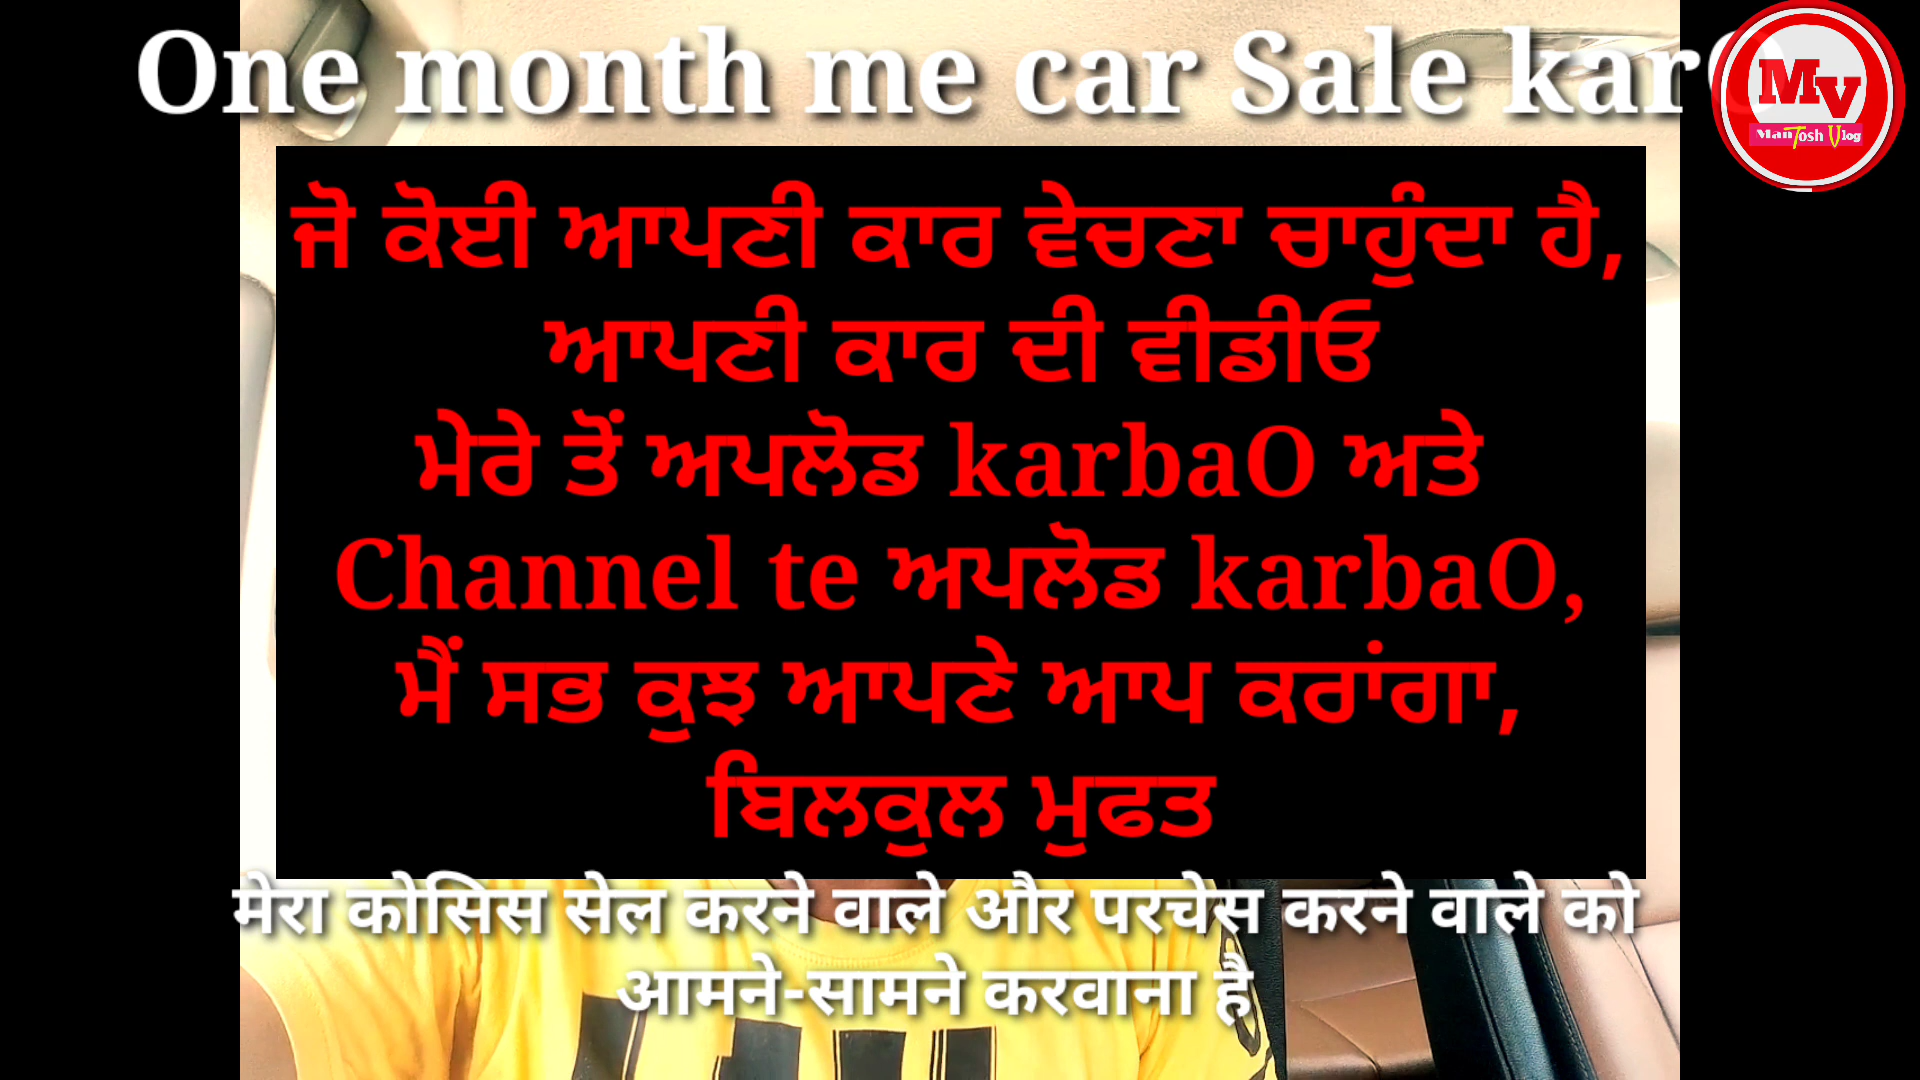 One month me car Sale karO
MV
ManTosh Vlog
ਜੋ ਕੋਈ ਆਪਣੀ ਕਾਰ ਵੇਚਣਾ ਚਾਹੁੰਦਾ ਹੈ,
ਆਪਣੀ ਕਾਰ ਦੀ ਵੀਡੀਓ
ਮੇਰੇ ਤੋਂ ਅਪਲੋਡ karbaO ਅਤੇ
Channel te ਅਪਲੋਡ karbaO,
ਮੈਂ ਸਭ ਕੁਝ ਆਪਣੇ ਆਪ ਕਰਾਂਗਾ,
ਬਿਲਕੁਲ ਮੁਫਤ
मेरा कोसिस सेल करने वाले और परचेस करने वाले को
आमने-सामने करवाना है